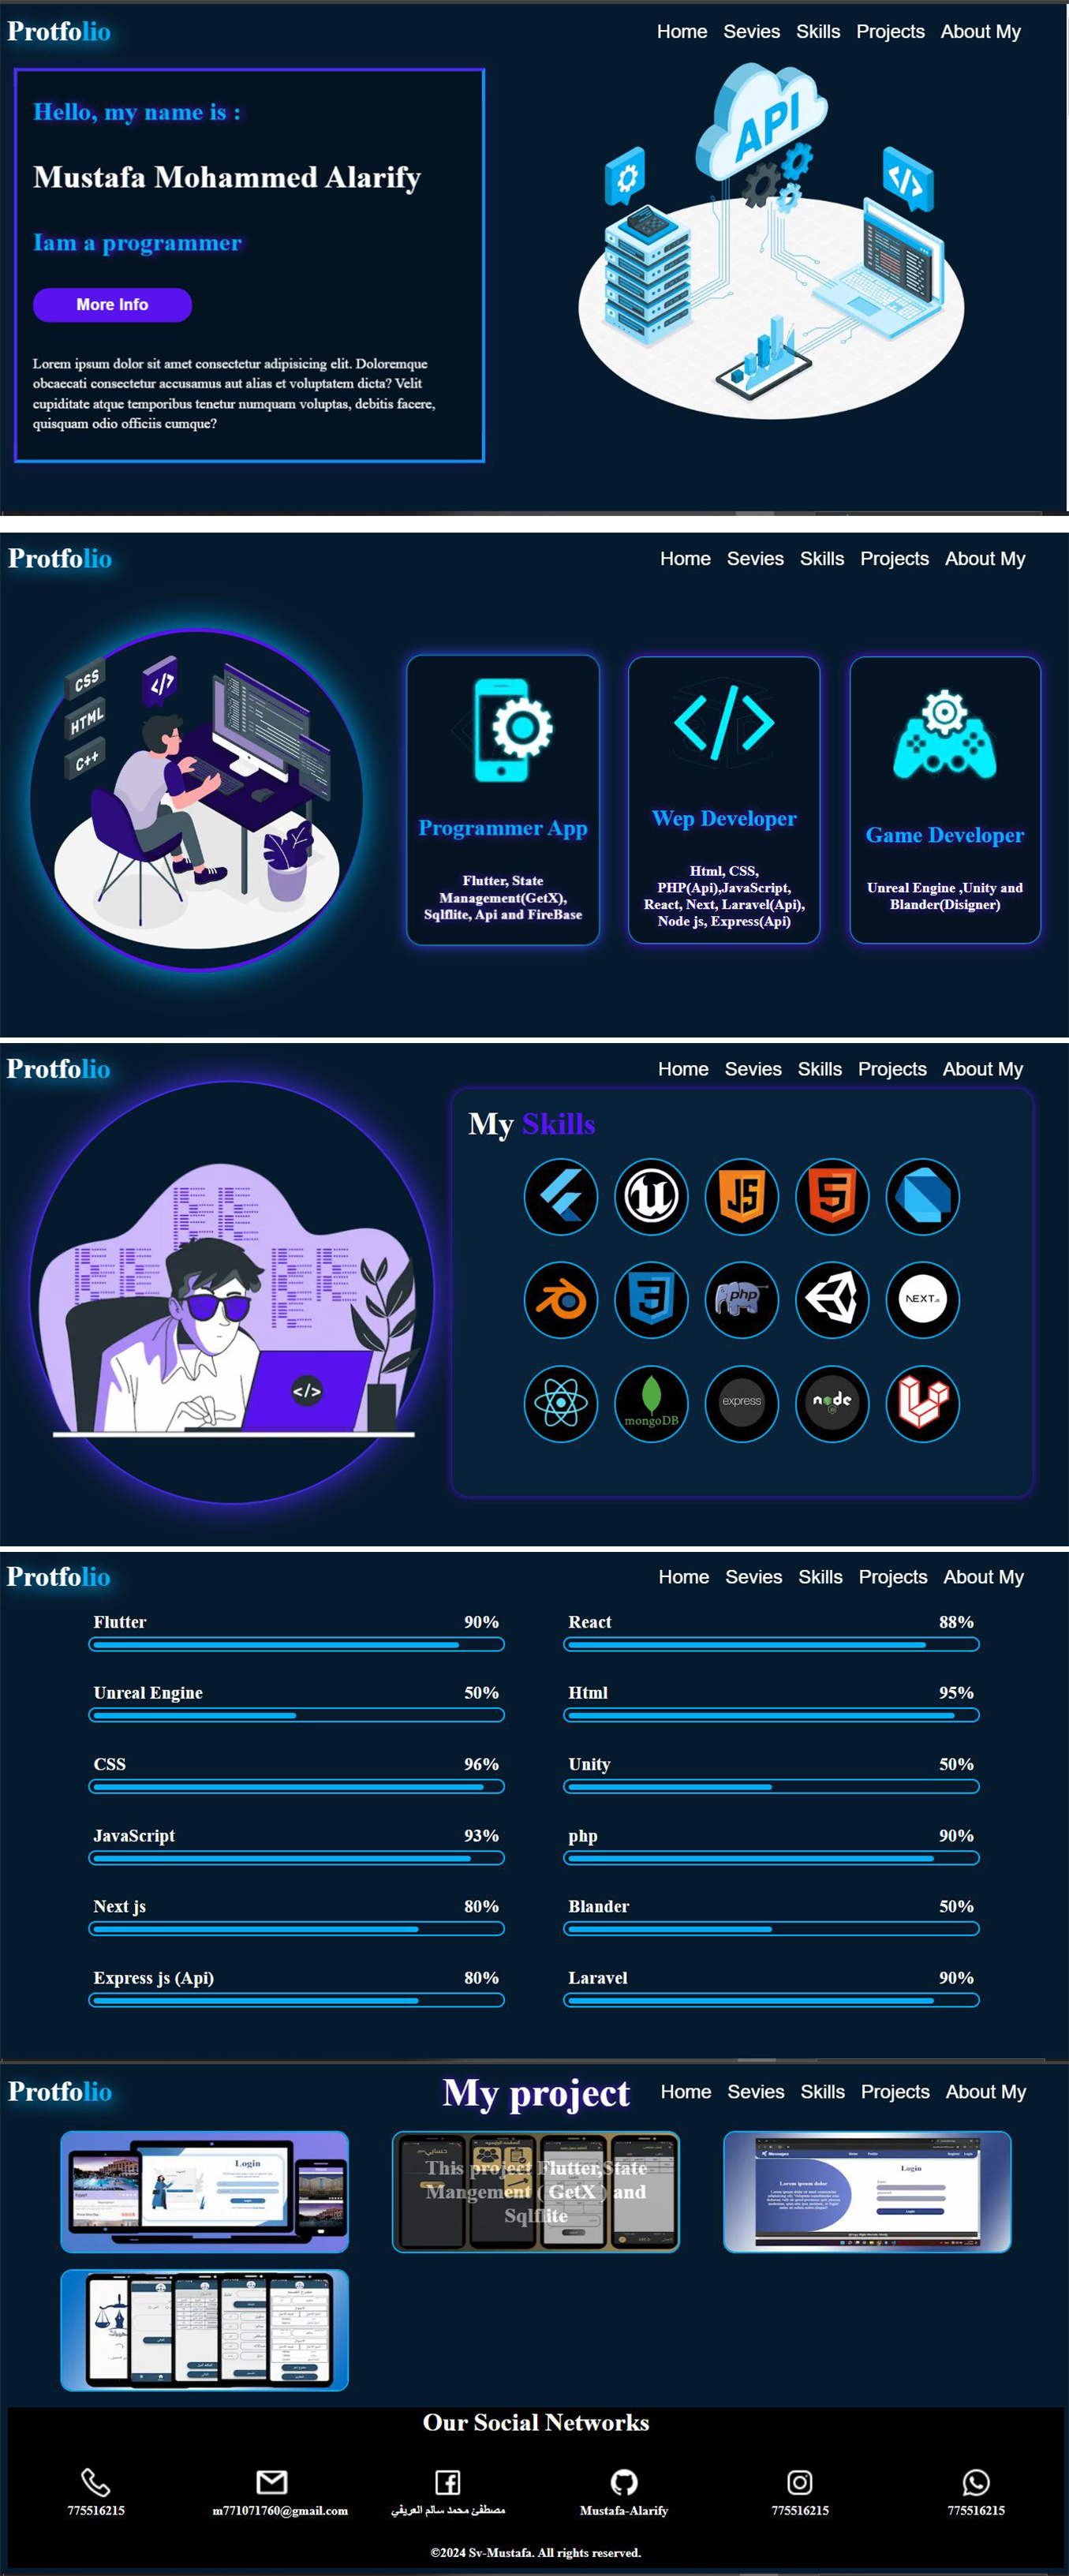 Protfolio
Home Sevies Skills Projects About My
Hello, my name is :
Mustafa Mohammed Alarify
Iam a programmer
More Info
Lorem ipsum dolor sit amet consectetur adipisicing elit. Doloremque
obcaecati consectetur accusamus aut alias et voluptatem dicta? Velit
cupiditate atque temporibus tenetur numquam voluptas, debitis facere,
quisquam odio officiis cumque?
API
</>
Protfolio
Home Sevies Skills Projects About My
CSS
</>
HTML
C++
Programmer App
Flutter, State
Management(GetX),
Sqlflite, Api and FireBase
</>
Wep Developer
Html, CSS,
PHP(Api),JavaScript,
React, Next, Laravel(Api),
Node js, Express(Api)
Game Developer
Unreal Engine ,Unity and
Blander(Disigner)
Protfolio
Home Sevies Skills Projects About My
</>
My Skills
JS
5
3
php
NEXT.js
mongoDB
express
node
Protfolio
Home Sevies Skills Projects About My
Flutter 90%
React 88%
Unreal Engine 50%
Html 95%
CSS 96%
Unity 50%
JavaScript 93%
php 90%
Next js 80%
Blander 50%
Express js (Api) 80%
Laravel 90%
Protfolio
My project
Home Sevies Skills Projects About My
Login
حسابي
This project Flutter,State
Mangement ( GetX ) and
Sqlflite
Messages
Lorem ipsum dolor
Login
Login
Our Social Networks
775516215
m771071760@gmail.com
مصطفئ محمد سالم العريفي
Mustafa-Alarify
775516215
775516215
©2024 Sv-Mustafa. All rights reserved.